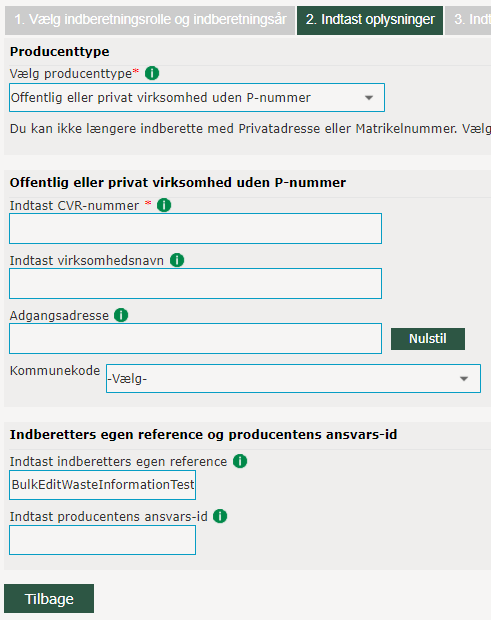 1. Vælg indberetningsrolle og indberetningsår
2. Indtast oplysninger
3. Indt
Producenttype
Vælg producenttype*
Offentlig eller privat virksomhed uden P-nummer
Du kan ikke længere indberette med Privatadresse eller Matrikelnummer. Vælg
Offentlig eller privat virksomhed uden P-nummer
Indtast CVR-nummer *
Indtast virksomhedsnavn
Adgangsadresse
Nulstil
Kommunekode
-Vælg-
Indberetters egen reference og producentens ansvars-id
Indtast indberetters egen reference
BulkEditWasteInformationTest
Indtast producentens ansvars-id
Tilbage